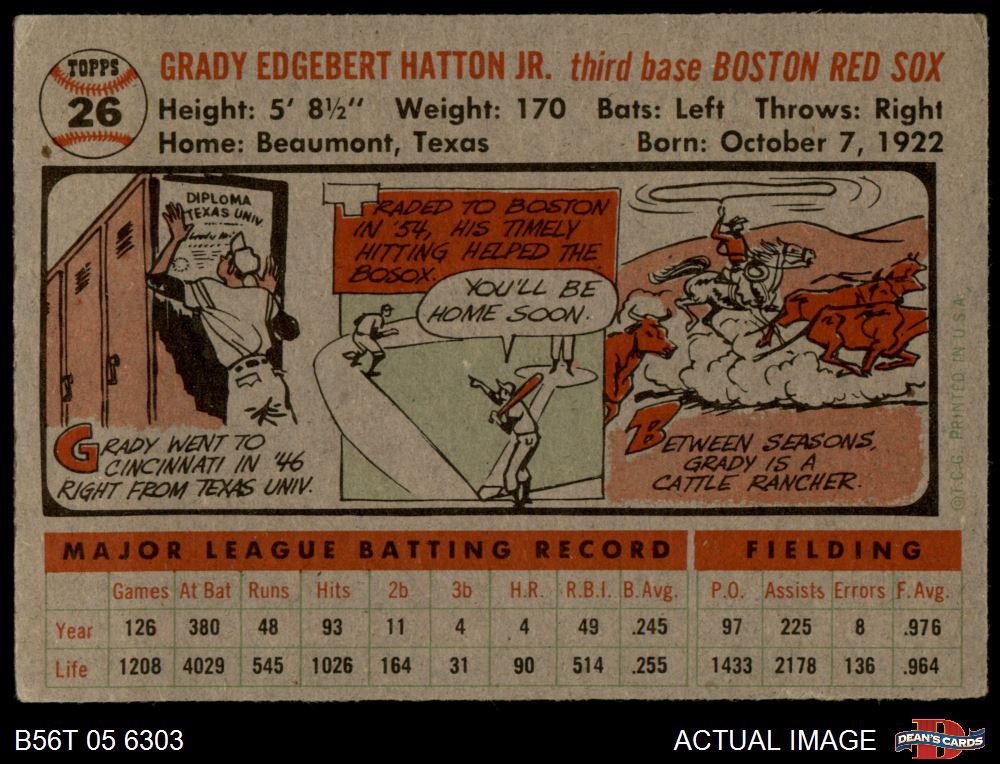 TOPPS
26
GRADY EDGEBERT HATTON JR. third base BOSTON RED SOX
Height: 5' 8½" Weight: 170 Bats: Left Throws: Right
Home: Beaumont, Texas Born: October 7, 1922
DIPLOMA
TEXAS UNIV
GRADY WENT TO
CINCINNATI IN '46
RIGHT FROM TEXAS UNIV.
TRADED TO BOSTON
IN '54, HIS TIMELY
HITTING HELPED THE
BOSOX.
YOU'LL BE
HOME SOON.
BETWEEN SEASONS,
GRADY IS A
CATTLE RANCHER.
©T.C.G. PRINTED IN U.S.A.
MAJOR LEAGUE BATTING RECORD FIELDING
Games At Bat Runs Hits 2b 3b H.R. R.B.I. B.Avg. P.O. Assists Errors F.Avg.
Year 126 380 48 93 11 4 4 49 .245 97 225 8 .976
Life 1208 4029 545 1026 164 31 90 514 .255 1433 2178 136 .964
B56T 05 6303 ACTUAL IMAGE DEAN'S CARDS